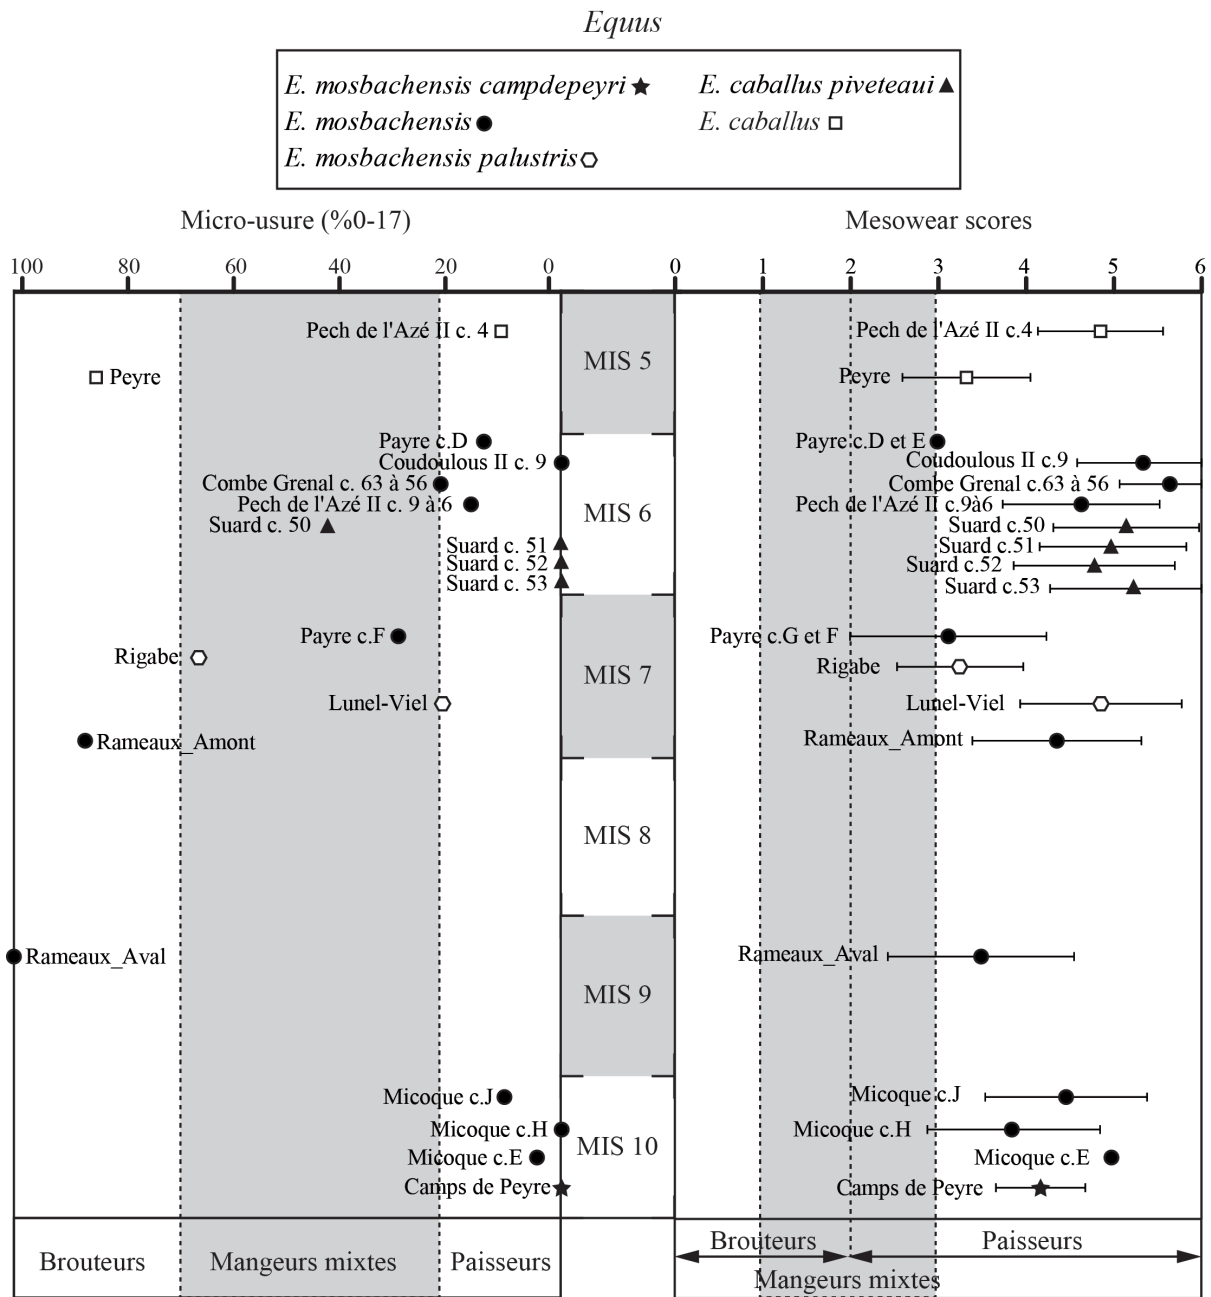 Equus
E. mosbachensis campdepeyri
E. mosbachensis
E. mosbachensis palustris
E. caballus piveteaui
E. caballus
Micro-usure (%0-17)
100 80 60 40 20 0
Pech de l'Azé II c. 4
Peyre
Payre c.D
Coudoulous II c. 9
Combe Grenal c. 63 à 56
Pech de l'Azé II c. 9 à 6
Suard c. 50
Suard c. 51
Suard c. 52
Suard c. 53
Payre c.F
Rigabe
Lunel-Viel
Rameaux_Amont
Rameaux_Aval
Micoque c.J
Micoque c.H
Micoque c.E
Camps de Peyre
Brouteurs
Mangeurs mixtes
Paisseurs
MIS 5
MIS 6
MIS 7
MIS 8
MIS 9
MIS 10
Mesowear scores
0 1 2 3 4 5 6
Pech de l'Azé II c.4
Peyre
Payre c.D et E
Coudoulous II c.9
Combe Grenal c.63 à 56
Pech de l'Azé II c.9à6
Suard c.50
Suard c.51
Suard c.52
Suard c.53
Payre c.G et F
Rigabe
Lunel-Viel
Rameaux_Amont
Rameaux_Aval
Micoque c.J
Micoque c.H
Micoque c.E
Camps de Peyre
Brouteurs
Paisseurs
Mangeurs mixtes